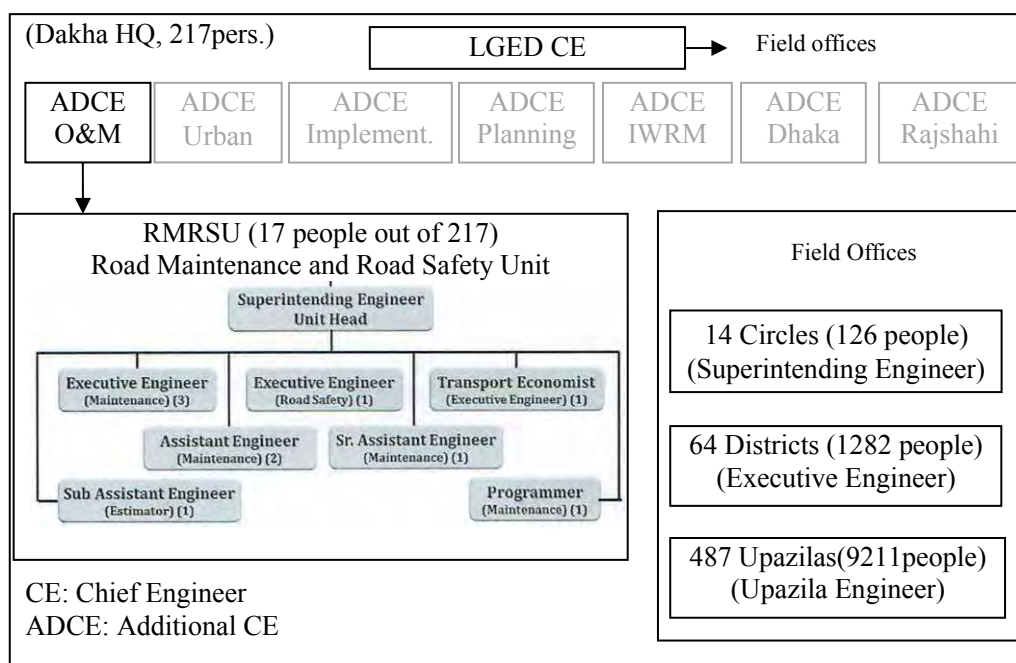 (Dakha HQ, 217pers.)
LGED CE
Field offices
ADCE
O&M
ADCE
Urban
ADCE
Implement.
ADCE
Planning
ADCE
IWRM
ADCE
Dhaka
ADCE
Rajshahi
RMRSU (17 people out of 217)
Road Maintenance and Road Safety Unit
Superintending Engineer
Unit Head
Executive Engineer
(Maintenance) (3)
Executive Engineer
(Road Safety) (1)
Transport Economist
(Executive Engineer) (1)
Assistant Engineer
(Maintenance) (2)
Sr. Assistant Engineer
(Maintenance) (1)
Sub Assistant Engineer
(Estimator) (1)
Programmer
(Maintenance) (1)
CE: Chief Engineer
ADCE: Additional CE
Field Offices
14 Circles (126 people)
(Superintending Engineer)
64 Districts (1282 people)
(Executive Engineer)
487 Upazilas(9211people)
(Upazila Engineer)